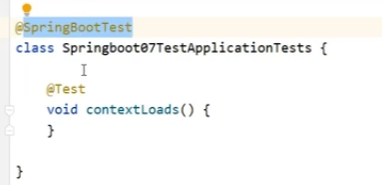 @SpringBootTest
class Springboot07TestApplicationTests {
@Test
void contextLoads() {
}
}